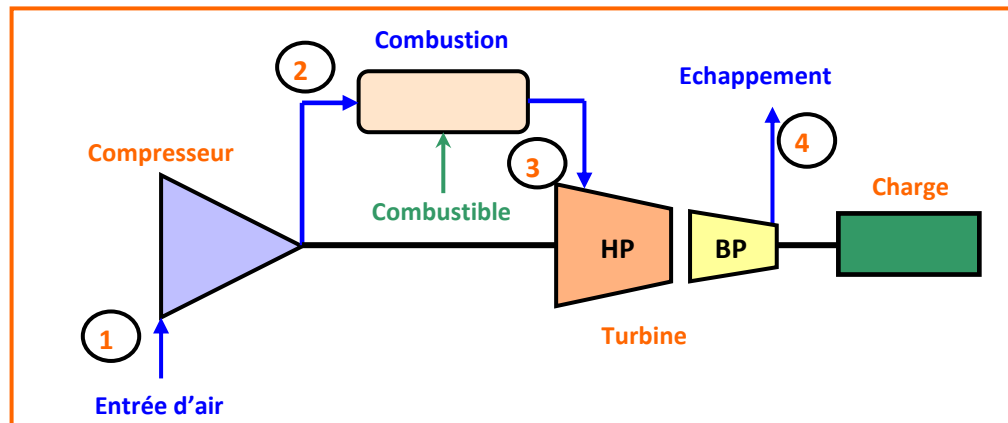 Combustion
2
Echappement
4
Compresseur
3
Charge
Combustible
HP
BP
1
Turbine
Entrée d’air